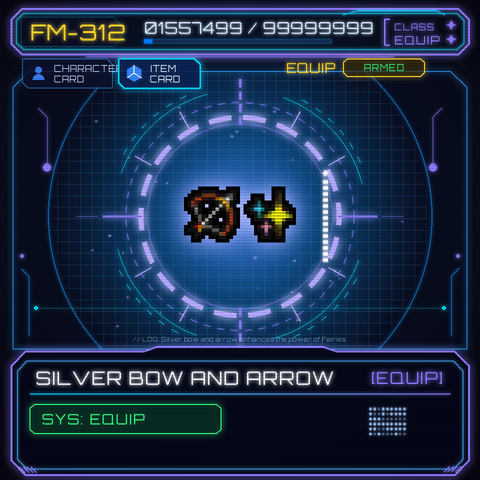 FM-312
01557499 / 99999999
CLASS
EQUIP
CHARACTER
CARD
ITEM
CARD
EQUIP
ARMED
// LOG: Silver bow and arrow enhances the power of Fairies.
SILVER BOW AND ARROW
[EQUIP]
SYS: EQUIP